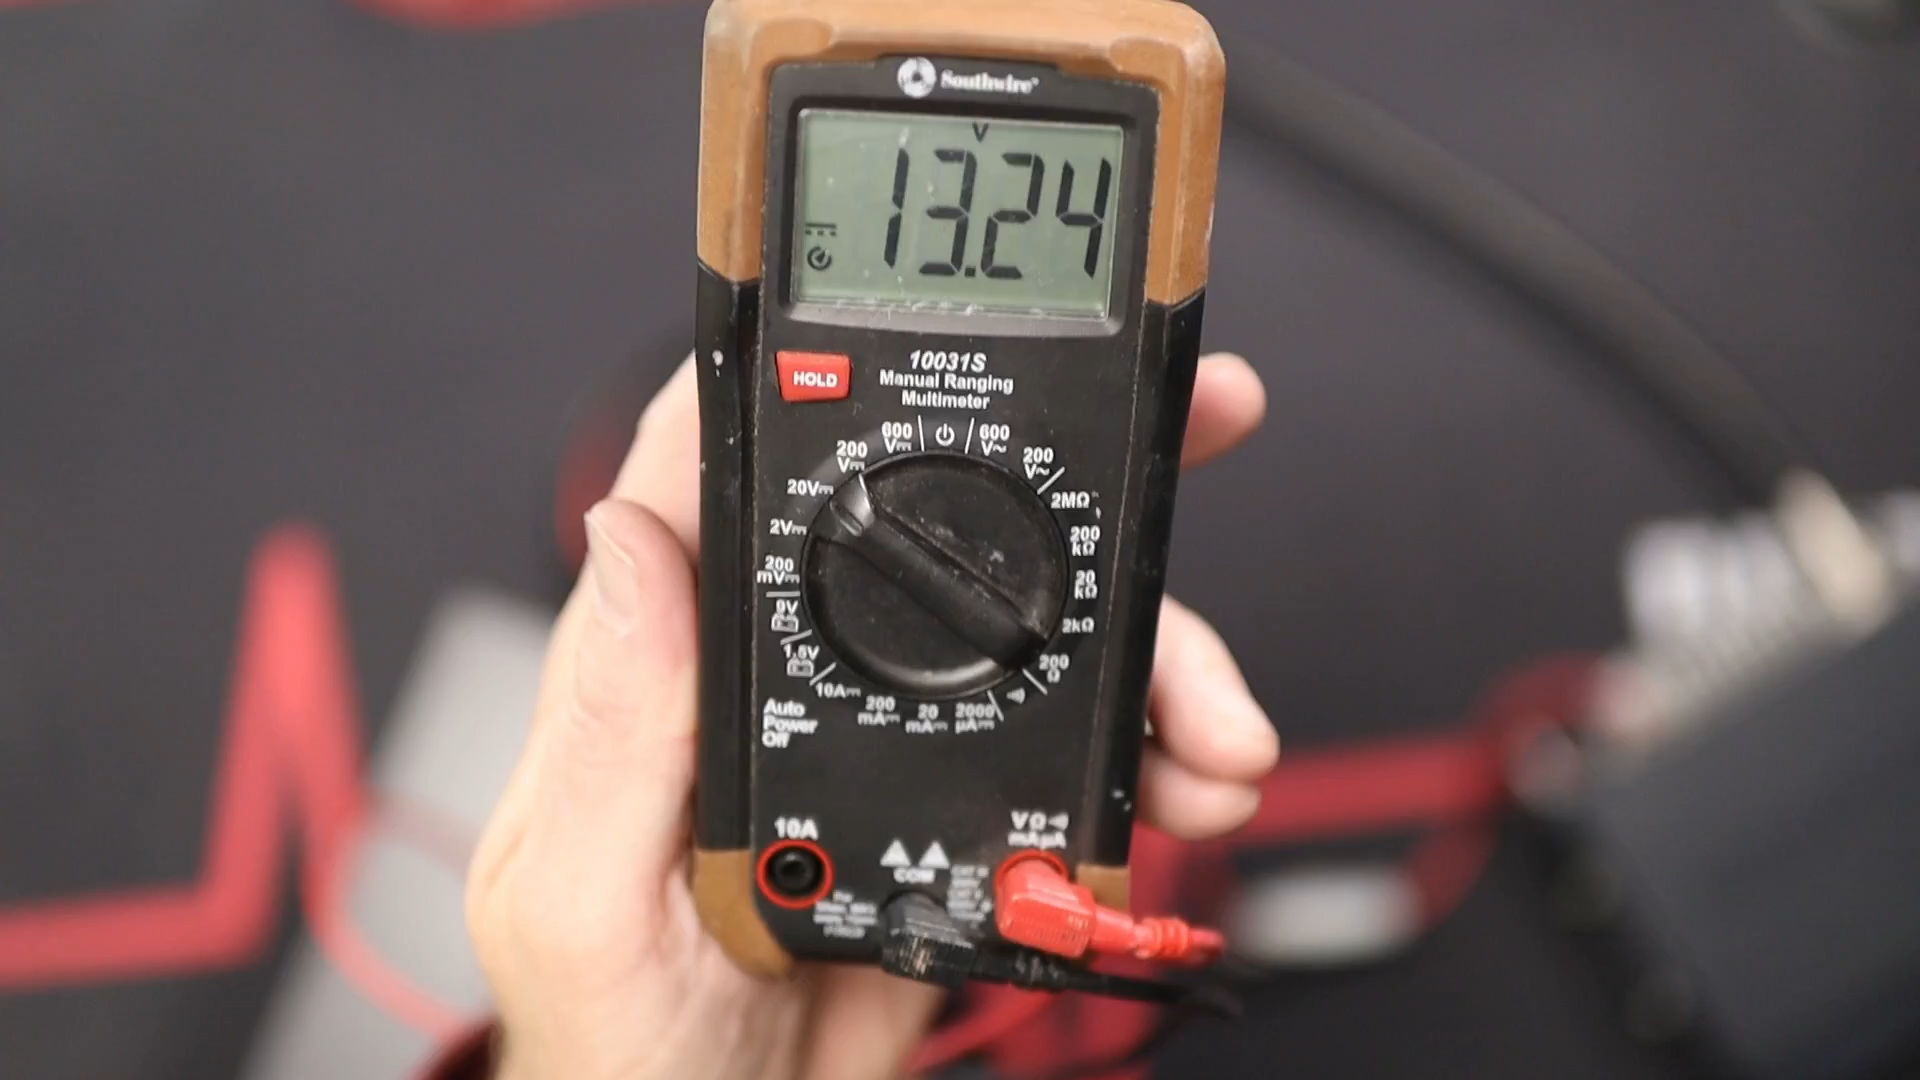 Southwire™
V
13.24
HOLD
10031S
Manual Ranging
Multimeter
600
V
600
V~
200
V
200
V~
20V
2MΩ
2V
200
kΩ
200
mV
20
kΩ
9V
2kΩ
1.5V
200
Ω
10A
200
mA
20
mA
2000
µA
Auto
Power
Off
10A
VΩ
mAµA
COM